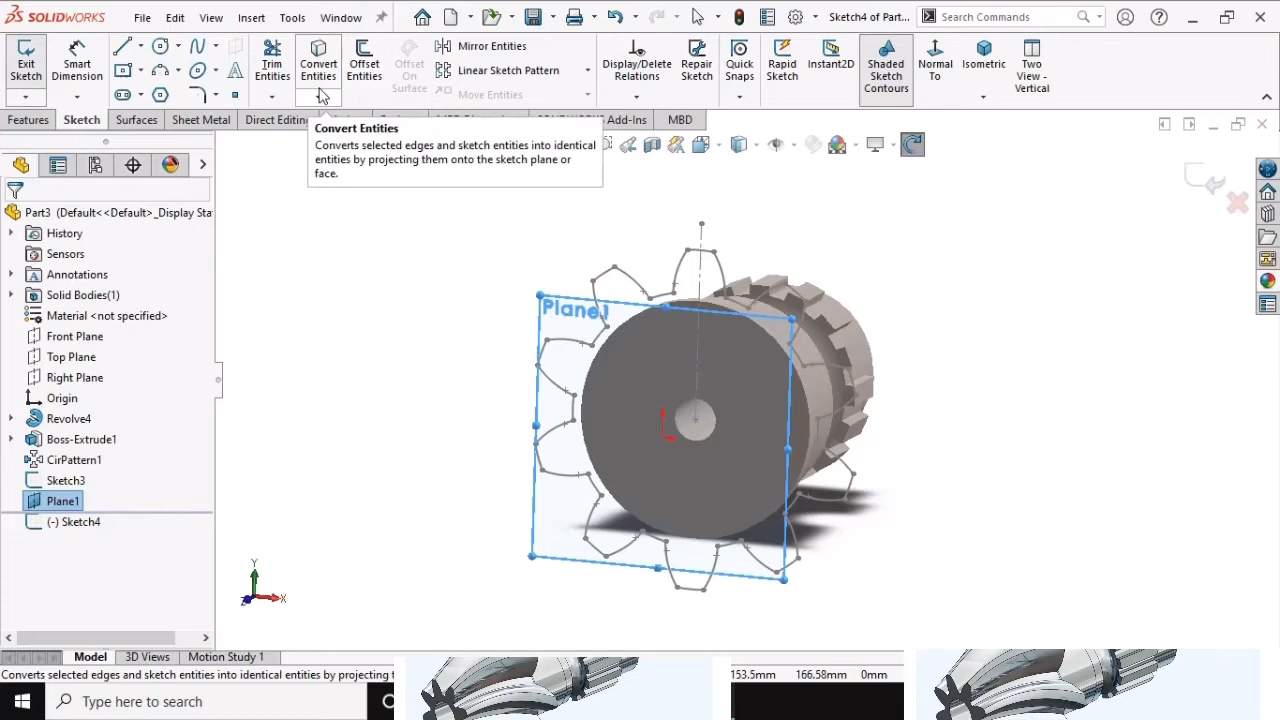 SOLIDWORKS File Edit View Insert Tools Window Sketch4 of Part... Search Commands
Exit Sketch
Smart Dimension
Trim Entities
Convert Entities
Offset Entities
Offset On Surface
Mirror Entities
Linear Sketch Pattern
Move Entities
Display/Delete Relations
Repair Sketch
Quick Snaps
Rapid Sketch
Instant2D
Shaded Sketch Contours
Normal To
Isometric
Two View - Vertical
Features Sketch Surfaces Sheet Metal Direct Editin Add-Ins MBD
Convert Entities
Converts selected edges and sketch entities into identical
entities by projecting them onto the sketch plane or
face.
Part3 (Default<<Default>_Display Sta
History
Sensors
Annotations
Solid Bodies(1)
Material <not specified>
Front Plane
Top Plane
Right Plane
Origin
Revolve4
Boss-Extrude1
CirPattern1
Sketch3
Plane1
(-) Sketch4
Plane1
Y
X
Z
Model 3D Views Motion Study 1
Converts selected edges and sketch entities into identical entities by projecting t 153.5mm 166.58mm 0mm
Type here to search